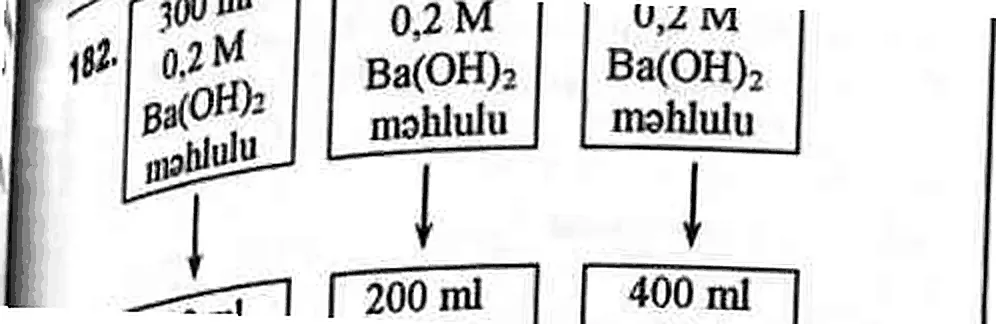 182.
300 ml
0,2 M
Ba(OH)₂
məhlulu
0,2 M
Ba(OH)₂
məhlulu
0,2 M
Ba(OH)₂
məhlulu
200 ml
400 ml